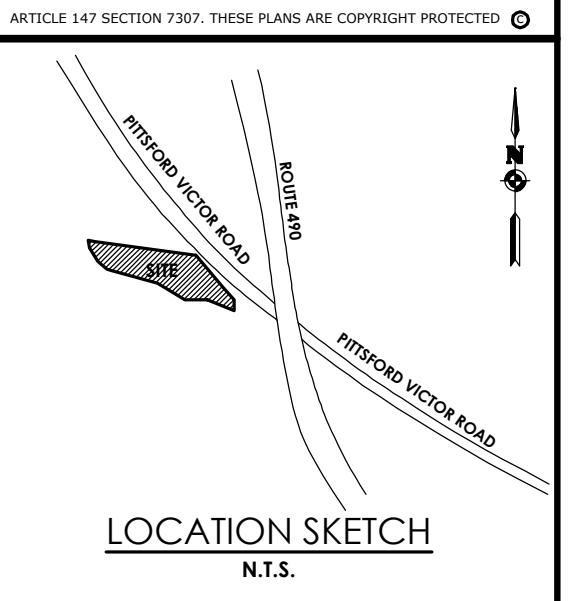 ARTICLE 147 SECTION 7307. THESE PLANS ARE COPYRIGHT PROTECTED ©
PITTSFORD VICTOR ROAD
ROUTE 490
N
SITE
PITTSFORD VICTOR ROAD
LOCATION SKETCH
N.T.S.